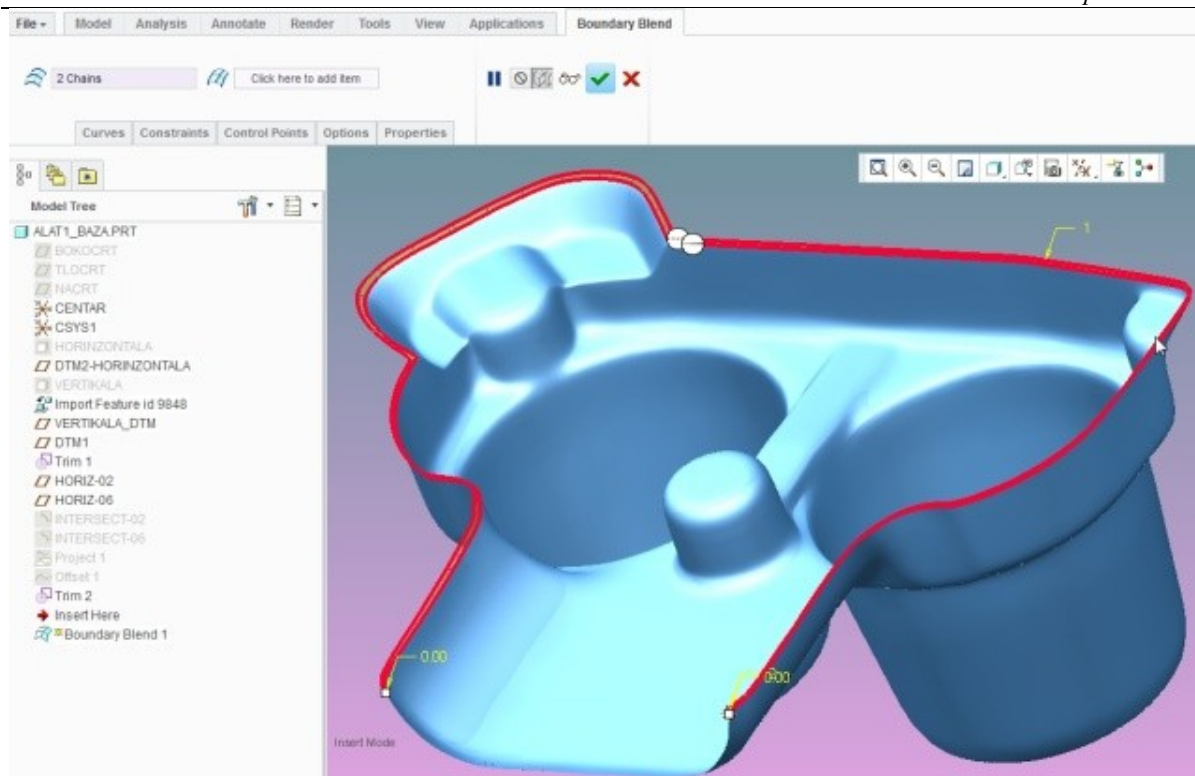 File Model Analysis Annotate Render Tools View Applications Boundary Blend
2 Chains Click here to add item
Curves Constraints Control Points Options Properties
Model Tree
ALAT1_BAZA.PRT
BOKOCRT
TLOCRT
NACRT
CENTAR
CSYS1
HORINZONTALA
DTM2-HORINZONTALA
VERTIKALA
Import Feature id 9848
VERTIKALA_DTM
DTM1
Trim 1
HORIZ-02
HORIZ-06
INTERSECT-02
INTERSECT-06
Project 1
Offset 1
Trim 2
Insert Here
Boundary Blend 1
1
0.00
Insert Mode